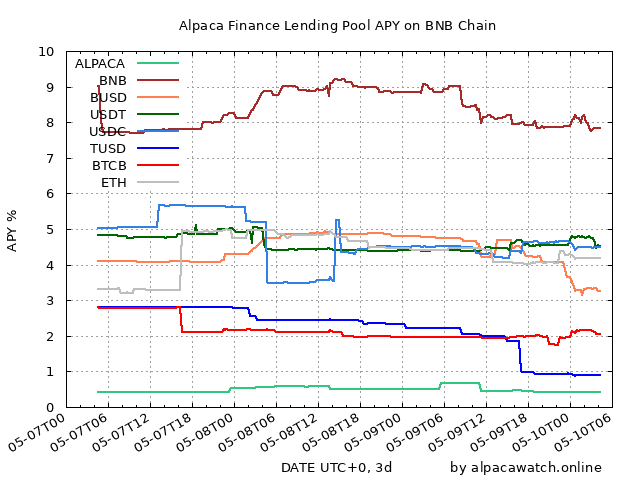 Alpaca Finance Lending Pool APY on BNB Chain
10
9
8
7
6
5
4
3
2
1
0
APY %
ALPACA
BNB
BUSD
USDT
USDC
TUSD
BTCB
ETH
05-07T00
05-07T06
05-07T12
05-07T18
05-08T00
05-08T06
05-08T12
05-08T18
05-09T00
05-09T06
05-09T12
05-09T18
05-10T00
05-10T06
DATE UTC+0, 3d
by alpacawatch.online